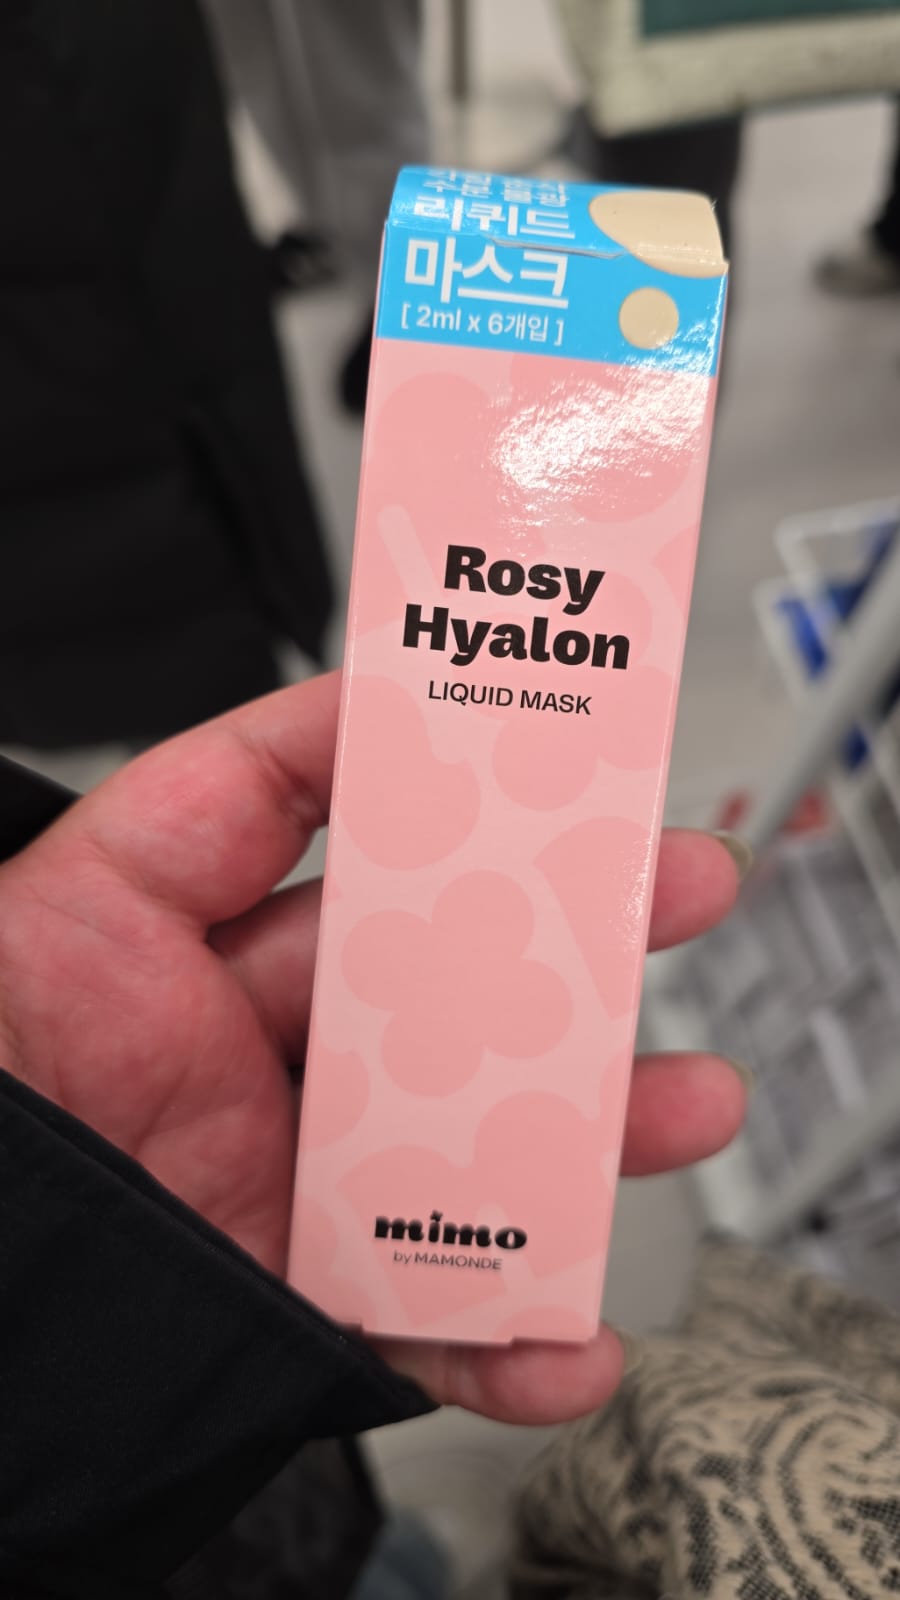 리퀴드
마스크
[ 2ml x 6개입 ]
Rosy
Hyalon
LIQUID MASK
mimo
by MAMONDE